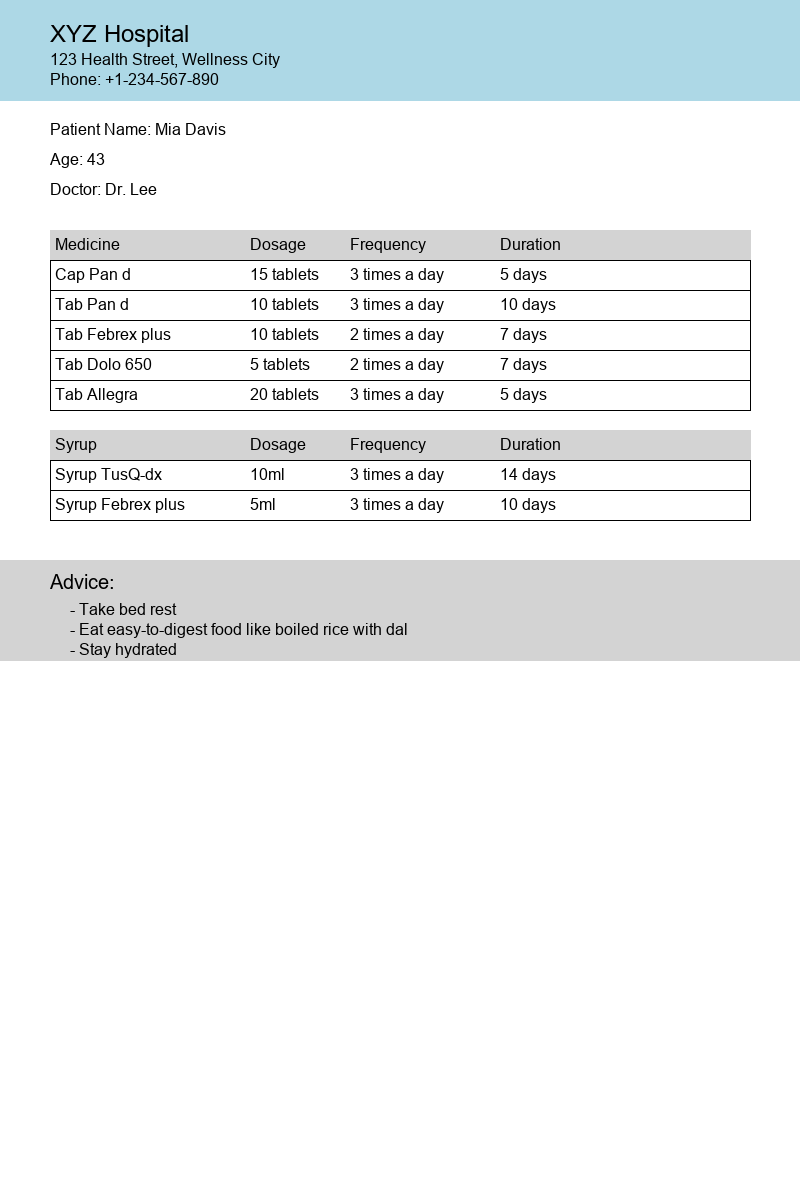 XYZ Hospital
123 Health Street, Wellness City
Phone: +1-234-567-890
Patient Name: Mia Davis
Age: 43
Doctor: Dr. Lee
Medicine Dosage Frequency Duration
Cap Pan d 15 tablets 3 times a day 5 days
Tab Pan d 10 tablets 3 times a day 10 days
Tab Febrex plus 10 tablets 2 times a day 7 days
Tab Dolo 650 5 tablets 2 times a day 7 days
Tab Allegra 20 tablets 3 times a day 5 days
Syrup Dosage Frequency Duration
Syrup TusQ-dx 10ml 3 times a day 14 days
Syrup Febrex plus 5ml 3 times a day 10 days
Advice:
- Take bed rest
- Eat easy-to-digest food like boiled rice with dal
- Stay hydrated